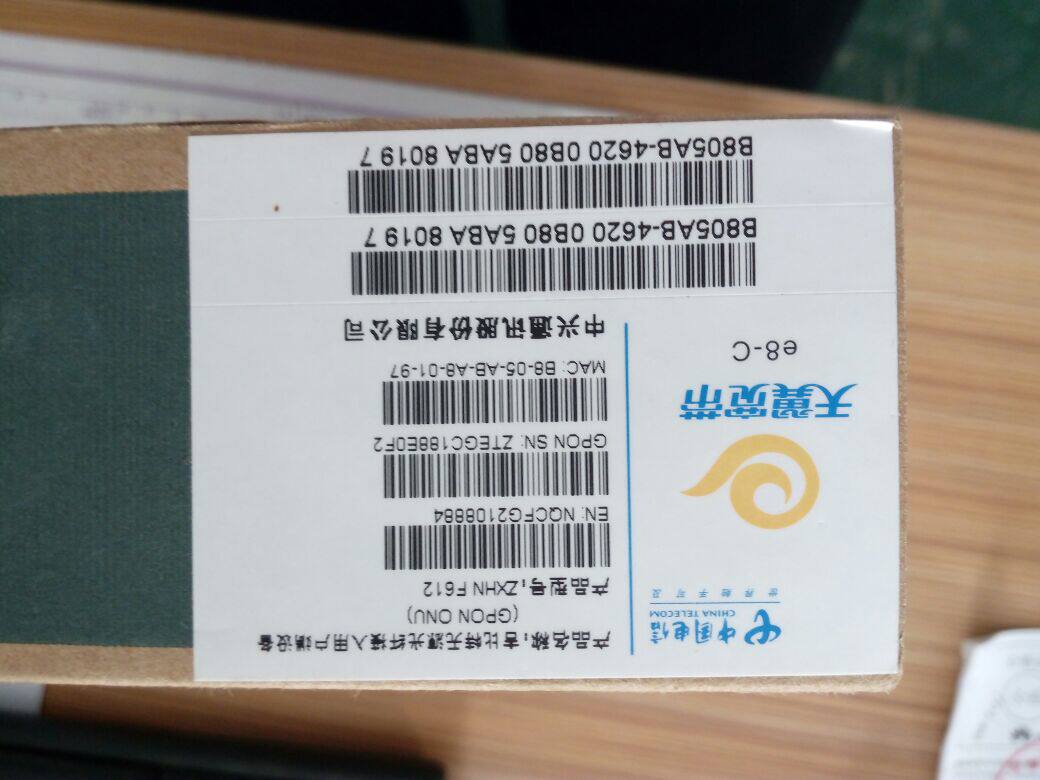 中国电信
CHINA TELECOM
世界触手可及
天翼宽带
e8-C
产品名称：吉比特无源光纤接入用户端设备
(GPON ONU)
产品型号：ZXHN F612
EN: NQCFG2108884
GPON SN: ZTEGC188E0F2
MAC: B8-05-AB-A8-01-97
中兴通讯股份有限公司
B805AB-4620 0B80 5ABA 8019 7
B805AB-4620 0B80 5ABA 8019 7